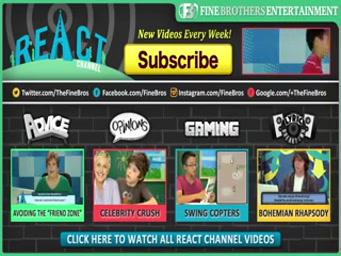 FINE BROTHERS ENTERTAINMENT
REACT
CHANNEL
New Videos Every Week!
Subscribe
Twitter.com/TheFineBros
Facebook.com/FineBros
Instagram.com/FineBros
Google.com/+TheFineBros
ADVICE
OPINIONS
GAMING
LYRIC
AVOIDING THE "FRIEND ZONE"
CELEBRITY CRUSH
SWING COPTERS
BOHEMIAN RHAPSODY
CLICK HERE TO WATCH ALL REACT CHANNEL VIDEOS